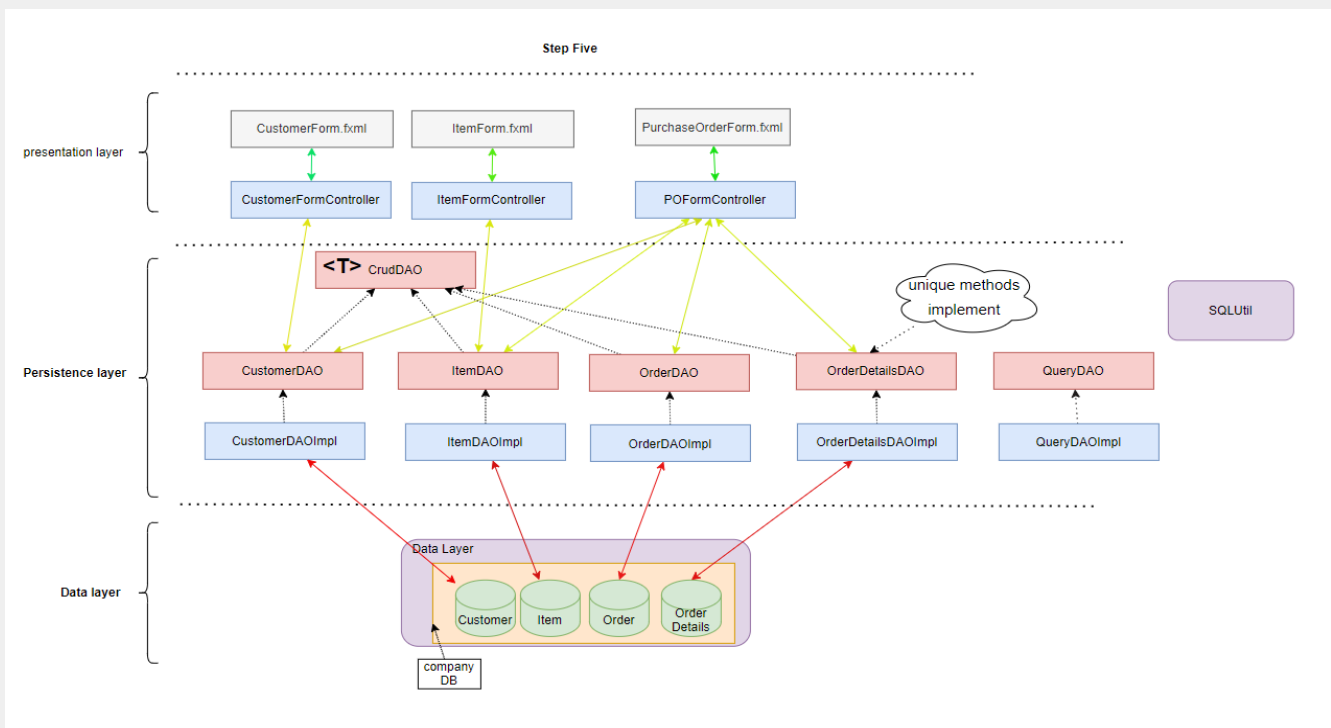 Step Five
CustomerForm.fxml
ItemForm.fxml
PurchaseOrderForm.fxml
presentation layer
CustomerFormController
ItemFormController
POFormController
<T> CrudDAO
unique methods
implement
SQLUtil
Persistence layer
CustomerDAO
ItemDAO
OrderDAO
OrderDetailsDAO
QueryDAO
CustomerDAOImpl
ItemDAOImpl
OrderDAOImpl
OrderDetailsDAOImpl
QueryDAOImpl
Data Layer
Data layer
Customer
Item
Order
Order
Details
company
DB